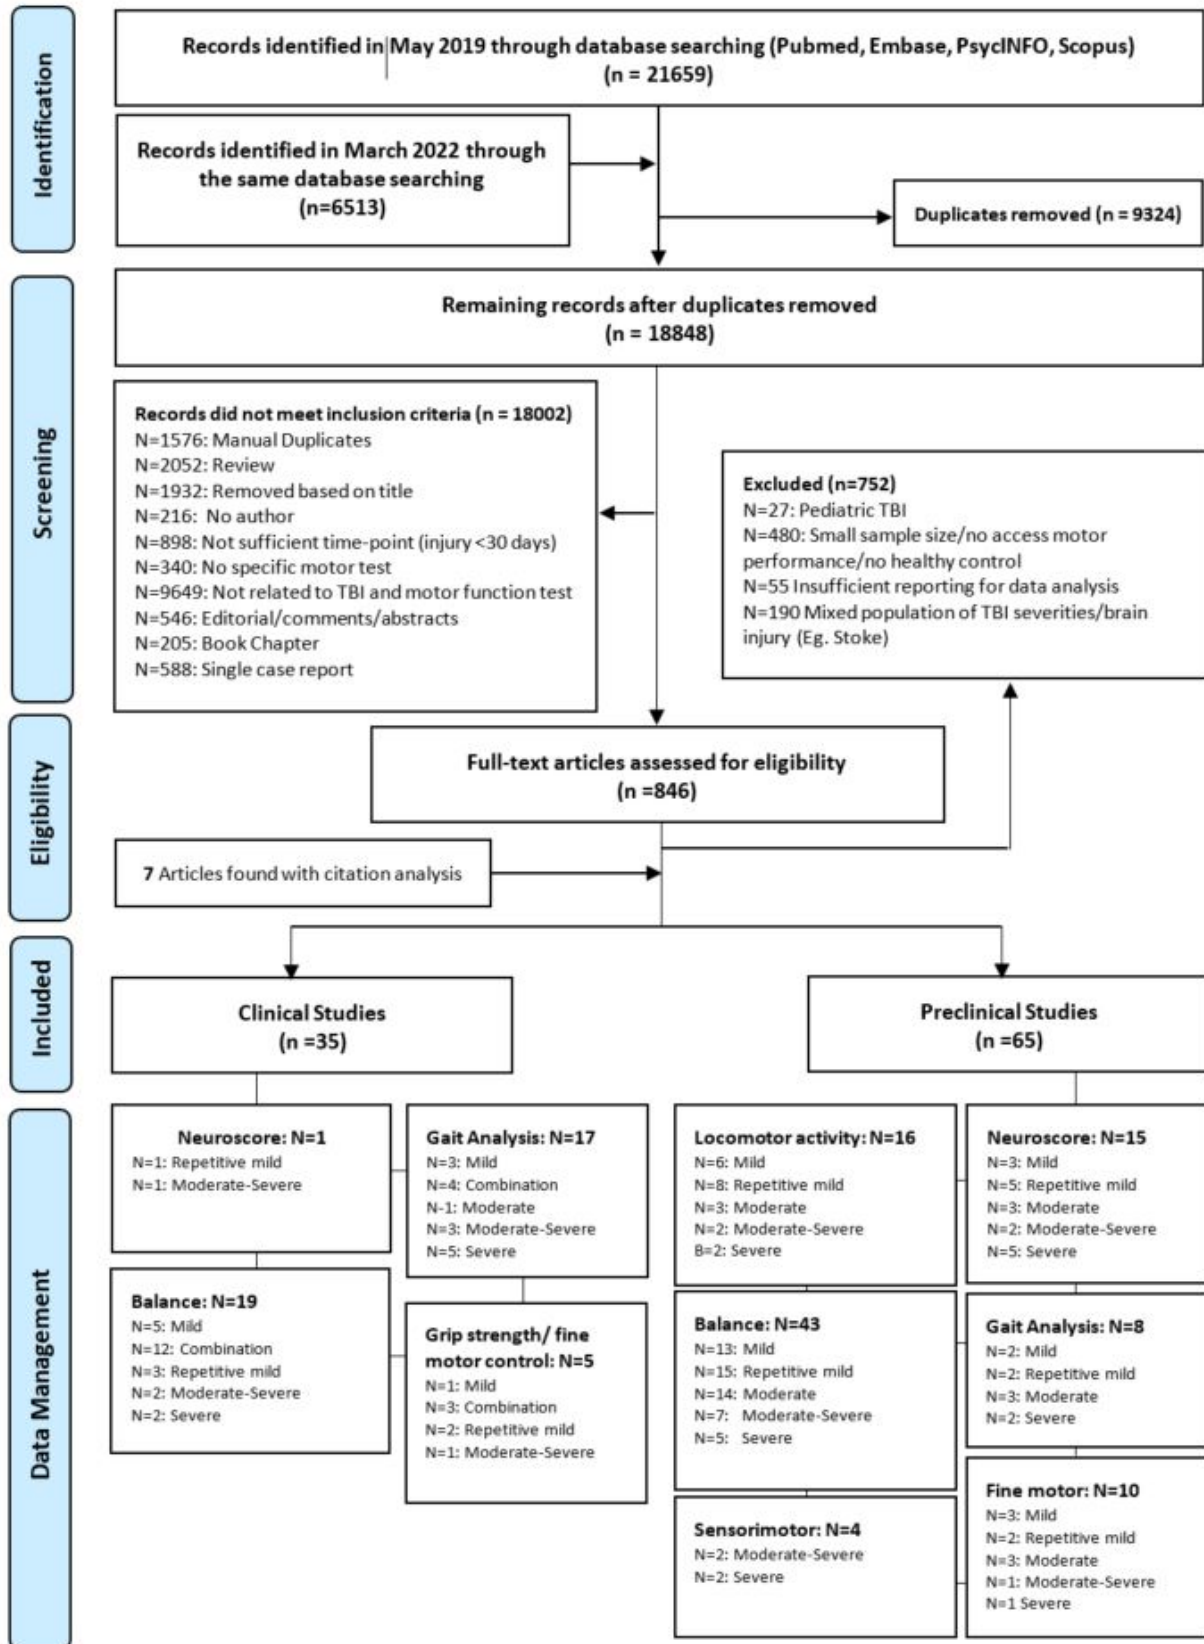 Identification
Records identified in May 2019 through database searching (Pubmed, Embase, PsycINFO, Scopus)
(n = 21659)
Records identified in March 2022 through
the same database searching
(n=6513)
Duplicates removed (n = 9324)
Screening
Remaining records after duplicates removed
(n = 18848)
Records did not meet inclusion criteria (n = 18002)
N=1576: Manual Duplicates
N=2052: Review
N=1932: Removed based on title
N=216: No author
N=898: Not sufficient time-point (injury <30 days)
N=340: No specific motor test
N=9649: Not related to TBI and motor function test
N=546: Editorial/comments/abstracts
N=205: Book Chapter
N=588: Single case report
Excluded (n=752)
N=27: Pediatric TBI
N=480: Small sample size/no access motor
performance/no healthy control
N=55 Insufficient reporting for data analysis
N=190 Mixed population of TBI severities/brain
injury (Eg. Stoke)
Eligibility
Full-text articles assessed for eligibility
(n =846)
7 Articles found with citation analysis
Included
Clinical Studies
(n =35)
Preclinical Studies
(n =65)
Data Management
Neuroscore: N=1
N=1: Repetitive mild
N=1: Moderate-Severe
Gait Analysis: N=17
N=3: Mild
N=4: Combination
N-1: Moderate
N=3: Moderate-Severe
N=5: Severe
Balance: N=19
N=5: Mild
N=12: Combination
N=3: Repetitive mild
N=2: Moderate-Severe
N=2: Severe
Grip strength/ fine
motor control: N=5
N=1: Mild
N=3: Combination
N=2: Repetitive mild
N=1: Moderate-Severe
Locomotor activity: N=16
N=6: Mild
N=8: Repetitive mild
N=3: Moderate
N=2: Moderate-Severe
B=2: Severe
Neuroscore: N=15
N=3: Mild
N=5: Repetitive mild
N=3: Moderate
N=2: Moderate-Severe
N=5: Severe
Balance: N=43
N=13: Mild
N=15: Repetitive mild
N=14: Moderate
N=7: Moderate-Severe
N=5: Severe
Gait Analysis: N=8
N=2: Mild
N=2: Repetitive mild
N=3: Moderate
N=2: Severe
Sensorimotor: N=4
N=2: Moderate-Severe
N=2: Severe
Fine motor: N=10
N=3: Mild
N=2: Repetitive mild
N=3: Moderate
N=1: Moderate-Severe
N=1 Severe